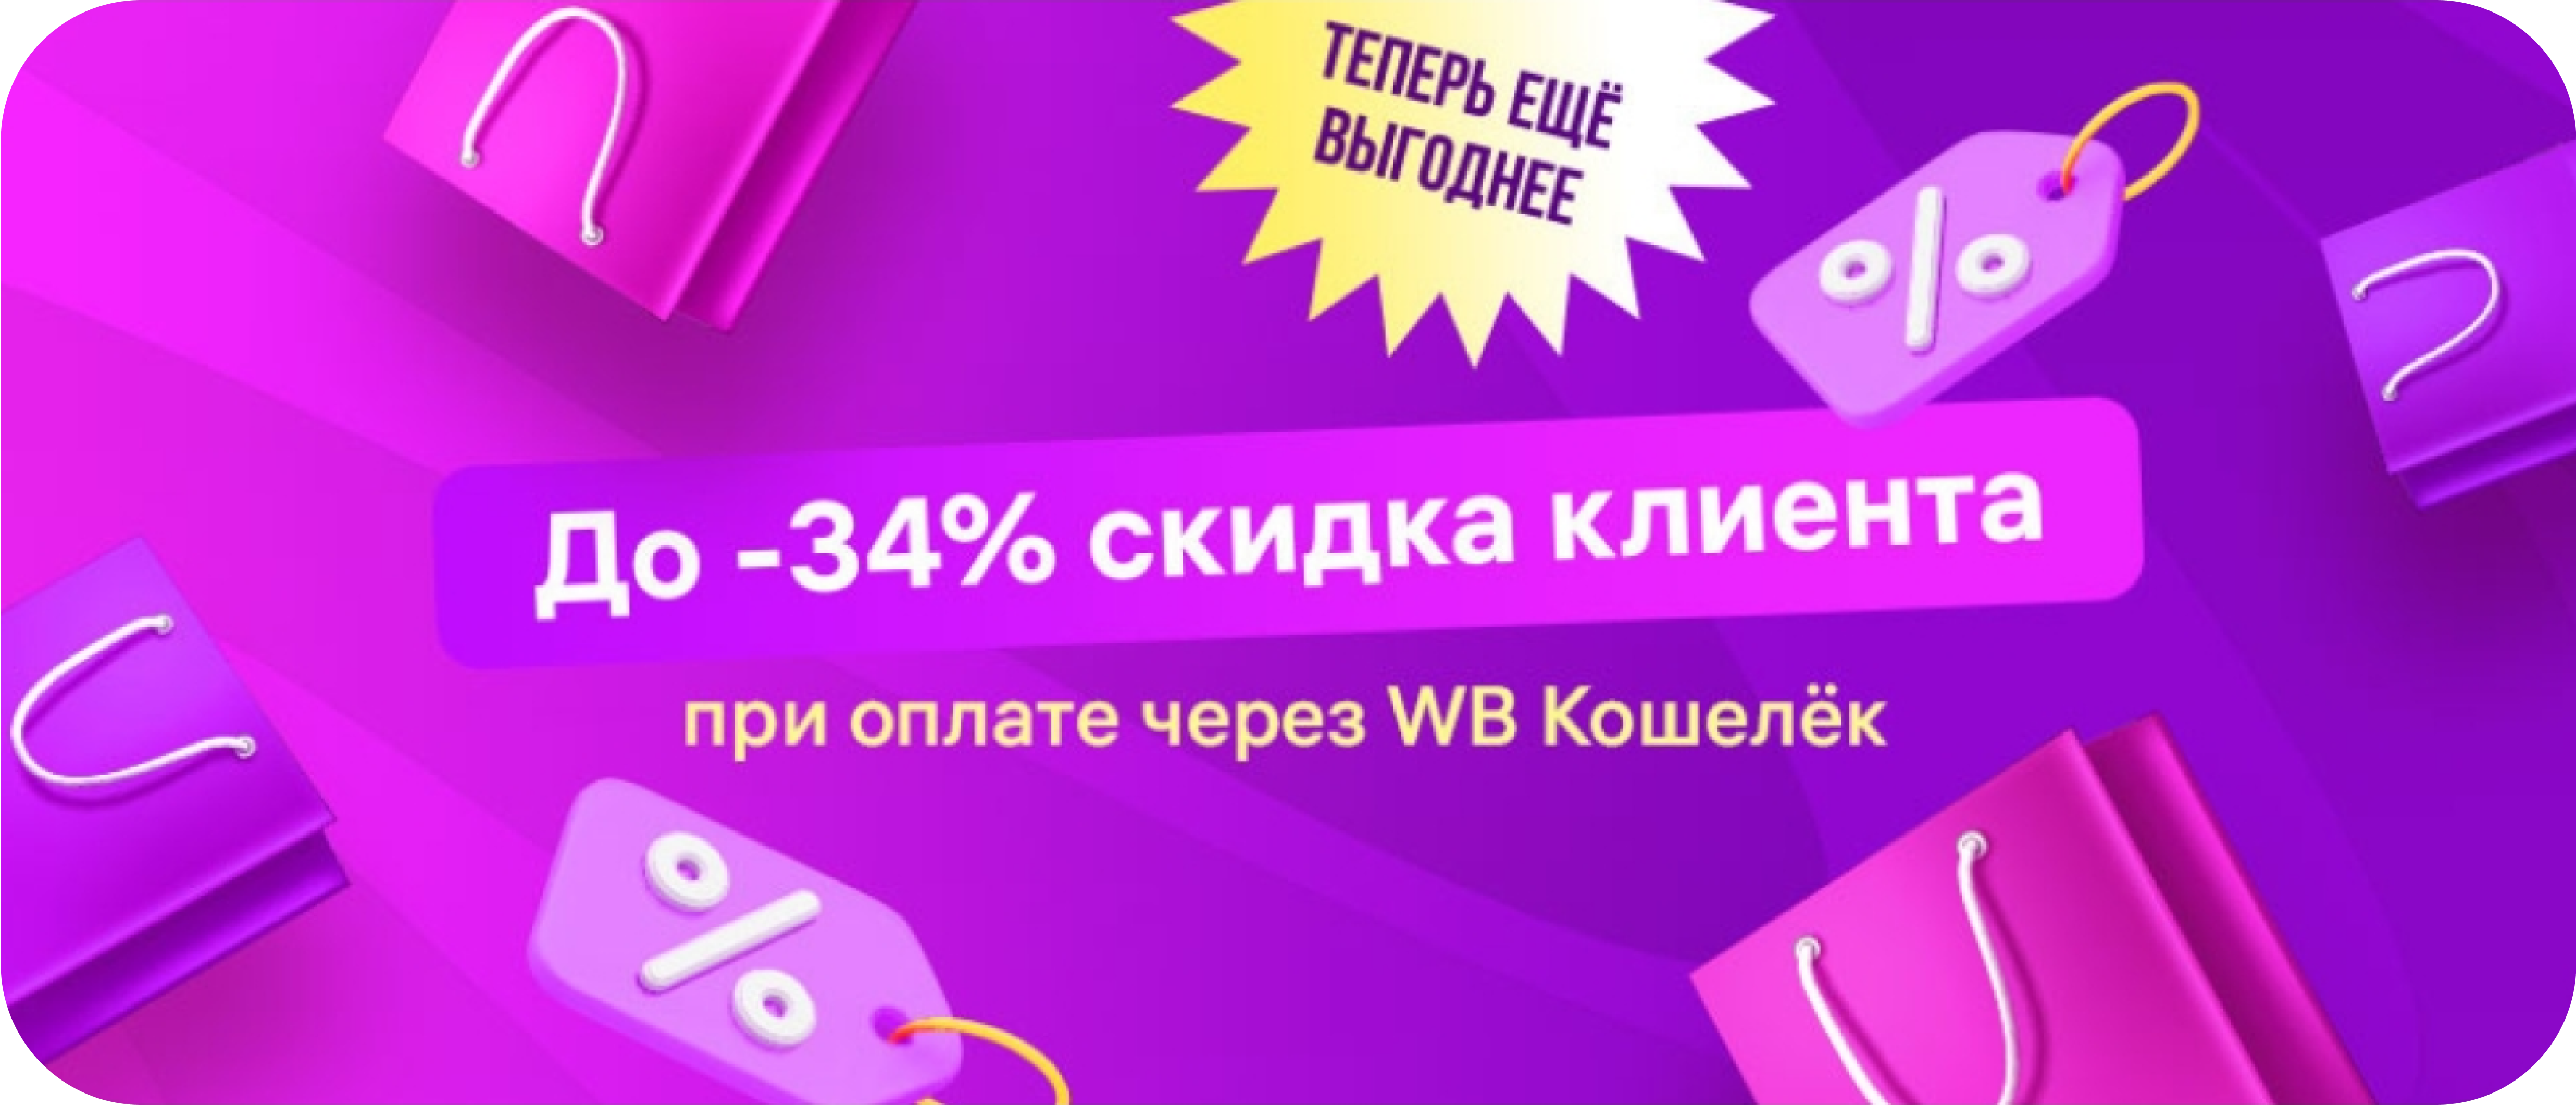 ТЕПЕРЬ ЕЩЁ
ВЫГОДНЕЕ
До -34% скидка клиента
при оплате через WB Кошелёк